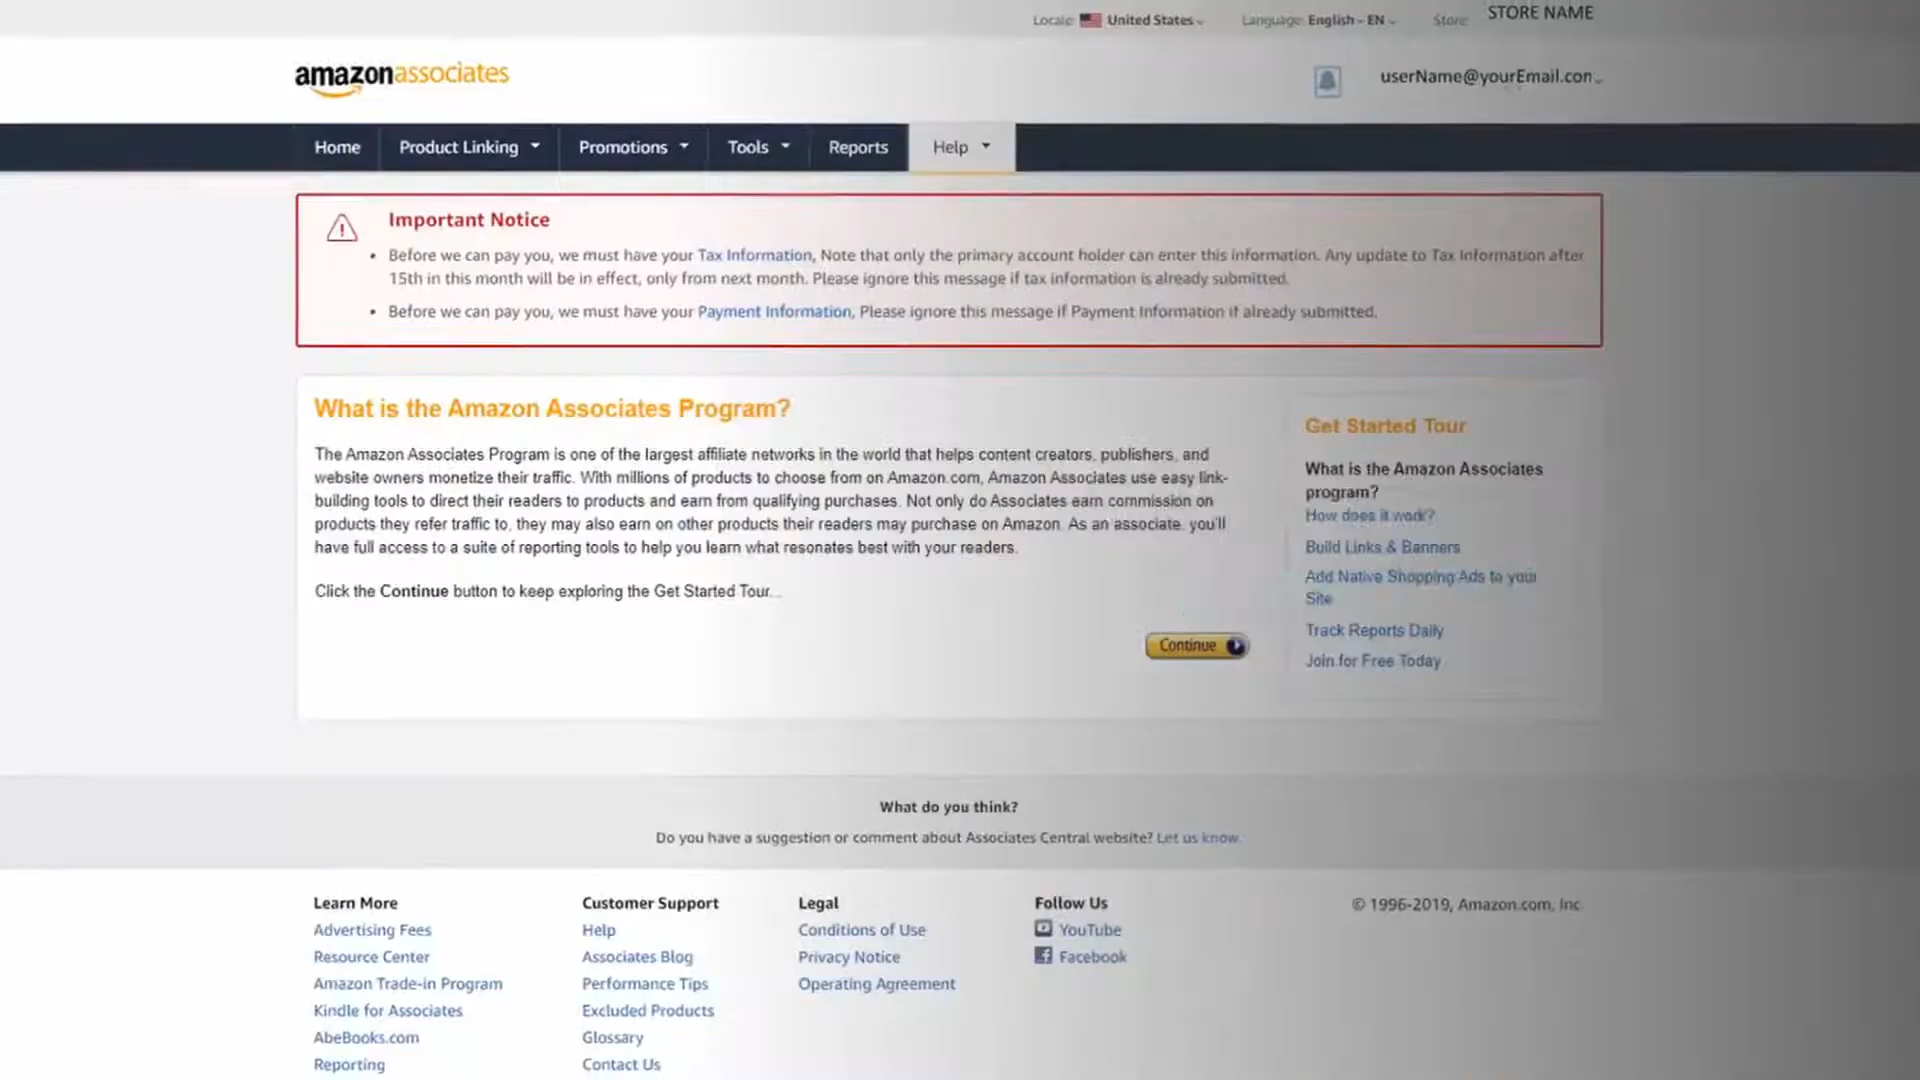 Locale: United States
Language: English - EN
Store:
STORE NAME
amazonassociates
userName@yourEmail.con
Home
Product Linking
Promotions
Tools
Reports
Help
Important Notice
• Before we can pay you, we must have your Tax Information, Note that only the primary account holder can enter this information. Any update to Tax Information after
15th in this month will be in effect, only from next month. Please ignore this message if tax information is already submitted.
• Before we can pay you, we must have your Payment Information, Please ignore this message if Payment Information if already submitted.
What is the Amazon Associates Program?
The Amazon Associates Program is one of the largest affiliate networks in the world that helps content creators, publishers, and
website owners monetize their traffic. With millions of products to choose from on Amazon.com, Amazon Associates use easy link-
building tools to direct their readers to products and earn from qualifying purchases. Not only do Associates earn commission on
products they refer traffic to, they may also earn on other products their readers may purchase on Amazon. As an associate, you'll
have full access to a suite of reporting tools to help you learn what resonates best with your readers.
Click the Continue button to keep exploring the Get Started Tour...
Continue
Get Started Tour
What is the Amazon Associates
program?
How does it work?
Build Links & Banners
Add Native Shopping Ads to your
Site
Track Reports Daily
Join for Free Today
What do you think?
Do you have a suggestion or comment about Associates Central website? Let us know.
Learn More
Advertising Fees
Resource Center
Amazon Trade-in Program
Kindle for Associates
AbeBooks.com
Reporting
Customer Support
Help
Associates Blog
Performance Tips
Excluded Products
Glossary
Contact Us
Legal
Conditions of Use
Privacy Notice
Operating Agreement
Follow Us
YouTube
Facebook
© 1996-2019, Amazon.com, Inc.